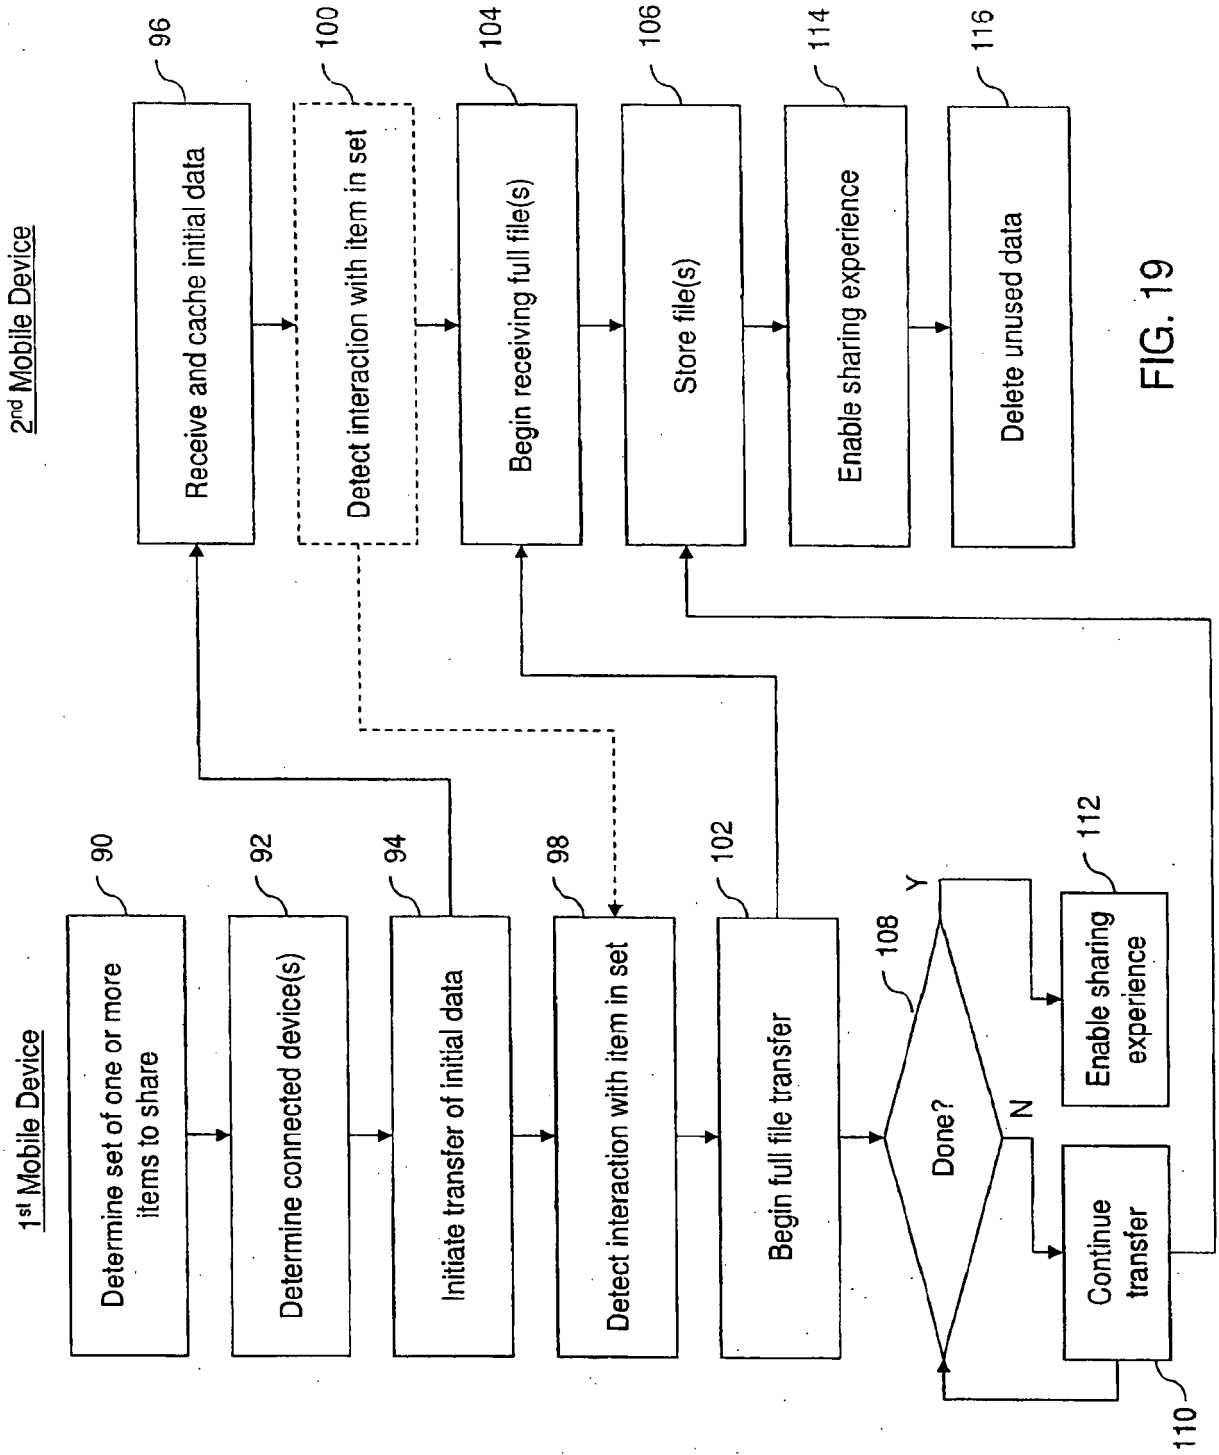 1st Mobile Device
90
Determine set of one or more
items to share
92
Determine connected device(s)
94
Initiate transfer of initial data
98
Detect interaction with item in set
102
Begin full file transfer
108
Done?
Y
N
110
Continue
transfer
112
Enable sharing
experience
2nd Mobile Device
96
Receive and cache initial data
100
Detect interaction with item in set
104
Begin receiving full file(s)
106
Store file(s)
114
Enable sharing experience
116
Delete unused data
FIG. 19